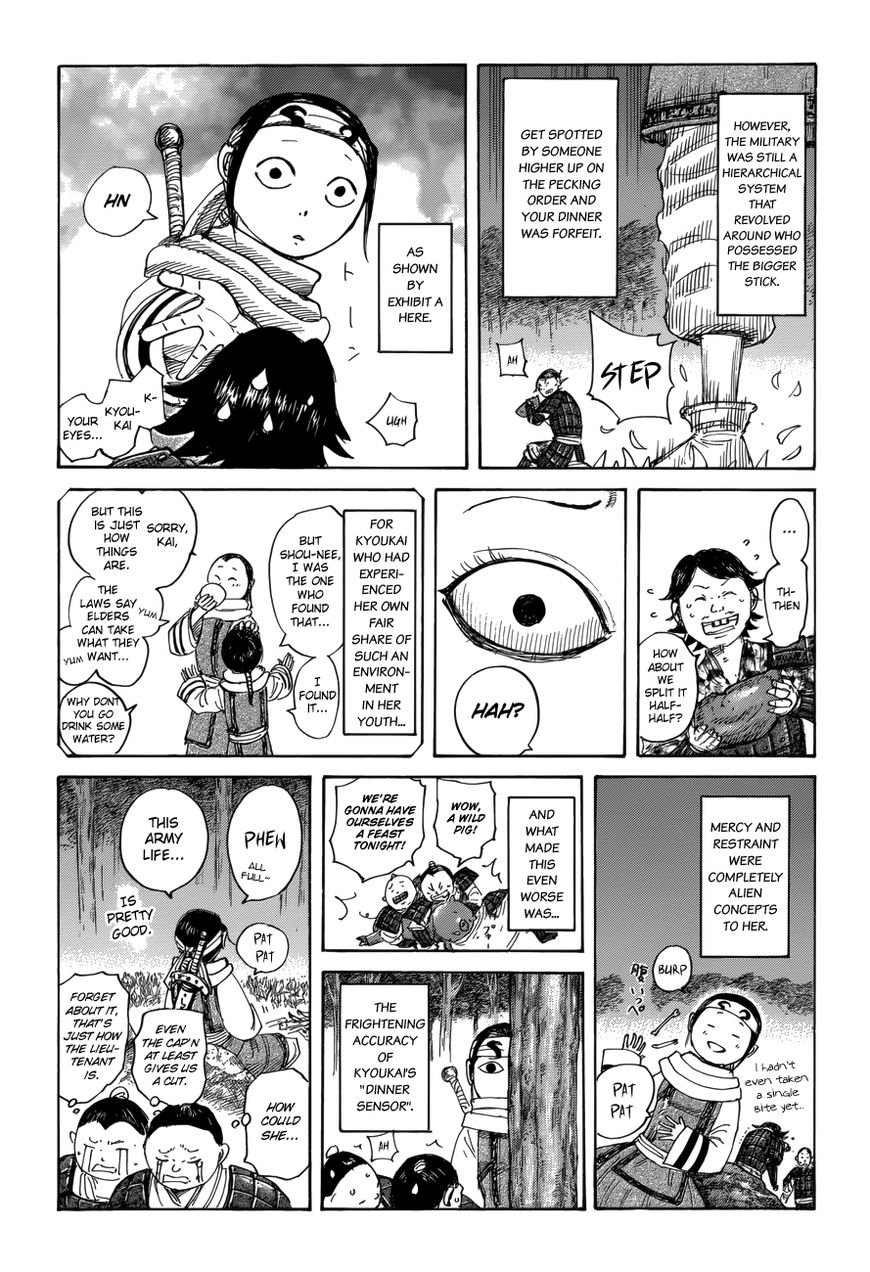 HOWEVER,
THE MILITARY
WAS STILL A
HIERARCHICAL
SYSTEM
THAT
REVOLVED
AROUND WHO
POSSESSED
THE BIGGER
STICK.
GET SPOTTED
BY SOMEONE
HIGHER UP ON
THE PECKING
ORDER AND
YOUR DINNER
WAS FORFEIT.
STEP
AH
AS
SHOWN
BY
EXHIBIT A
HERE.
HN
トーン
UGH
K-
KYOU-
KAI
YOUR
EYES...
...
TH-
THEN
HOW
ABOUT
WE
SPLIT IT
HALF-
HALF?
HAH?
FOR
KYOUKAI
WHO HAD
EXPERI-
ENCED
HER OWN
FAIR
SHARE OF
SUCH AN
ENVIRON-
MENT
IN HER
YOUTH...
BUT
SHOU-NEE,
I WAS
THE ONE
WHO
FOUND
THAT...
I
FOUND
IT...
SORRY,
KAI,
BUT THIS
IS JUST
HOW
THINGS
ARE.
YUM
THE
LAWS SAY
ELDERS
CAN TAKE
WHAT THEY
WANT...
YUM
WHY DONT
YOU GO
DRINK SOME
WATER?
MERCY AND
RESTRAINT
WERE
COMPLETELY
ALIEN
CONCEPTS
TO HER.
BURP
PAT
PAT
I hadn't
even taken
a single
bite yet..
AND
WHAT
MADE
THIS
EVEN
WORSE
WAS...
WOW,
A WILD
PIG!
WE'RE
GONNA HAVE
OURSELVES
A FEAST
TONIGHT!
THE
FRIGHTENING
ACCURACY
OF
KYOUKAI'S
"DINNER
SENSOR".
AH
PHEW
ALL
FULL~
THIS
ARMY
LIFE...
IS
PRETTY
GOOD.
PAT
PAT
HOW
COULD
SHE...
EVEN
THE CAP'N
AT LEAST
GIVES US
A CUT.
FORGET
ABOUT IT,
THAT'S
JUST HOW
THE LIEU-
TENANT
IS.